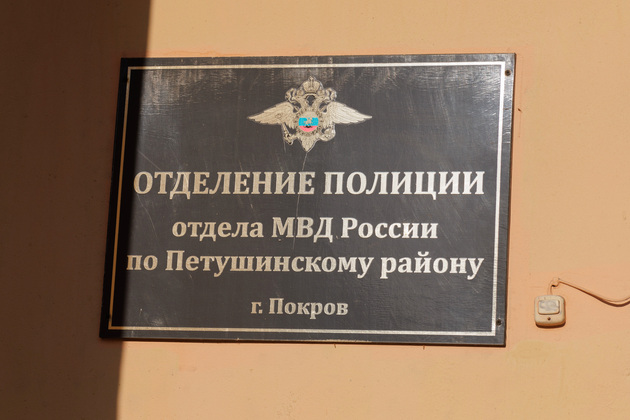 ОТДЕЛЕНИЕ ПОЛИЦИИ
отдела МВД России
по Петушинскому району
г. Покров